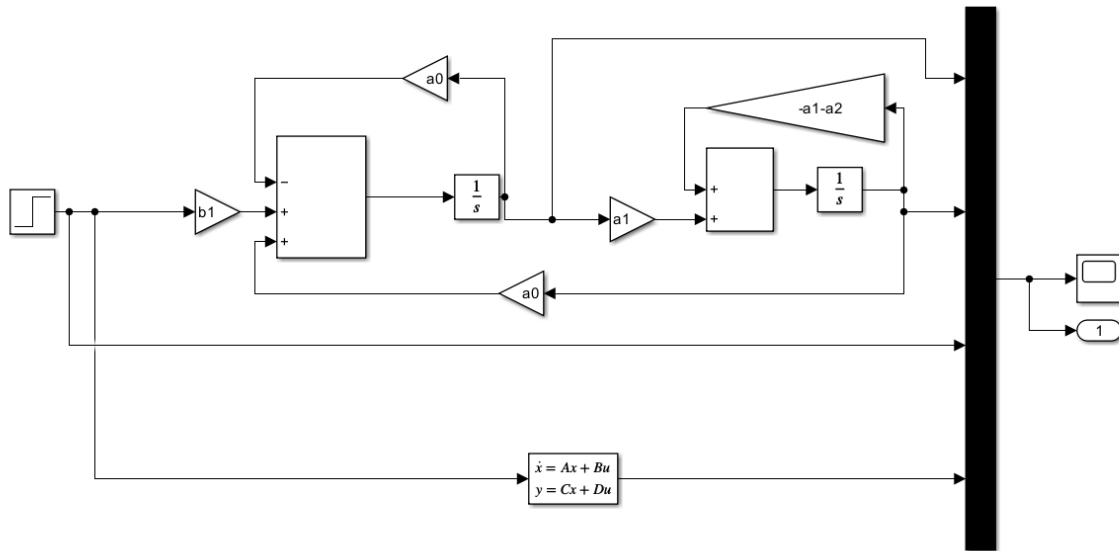 a0
-a1-a2
−
+
+
1
s
+
+
1
s
b1
a1
a0
1
ẋ = Ax + Bu
y = Cx + Du